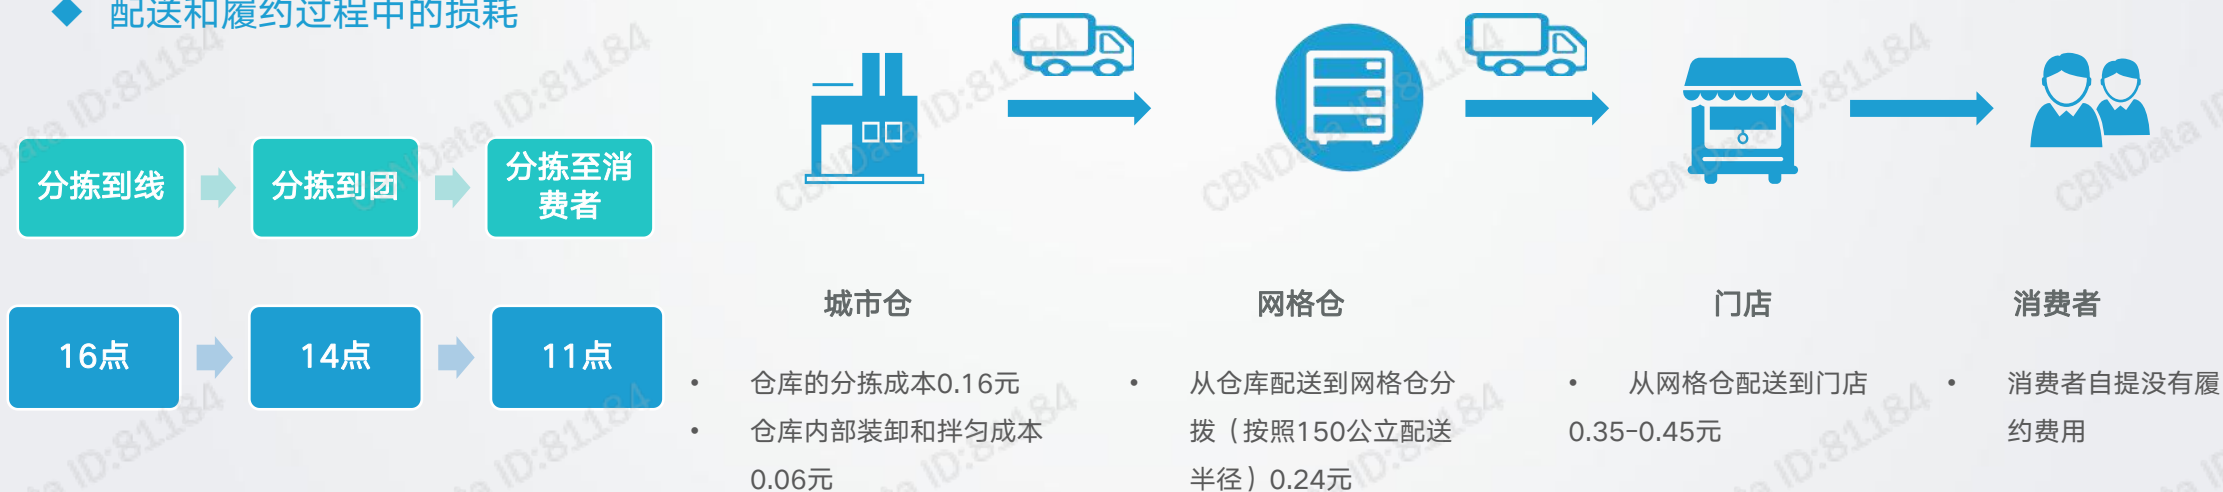 ◆ 配送和履约过程中的损耗
分拣到线
分拣到团
分拣至消
费者
16点
14点
11点
城市仓
• 仓库的分拣成本0.16元
• 仓库内部装卸和拌匀成本
0.06元
网格仓
• 从仓库配送到网格仓分
拨（按照150公立配送
半径）0.24元
门店
• 从网格仓配送到门店
0.35-0.45元
消费者
• 消费者自提没有履
约费用
CBNData ID:81184